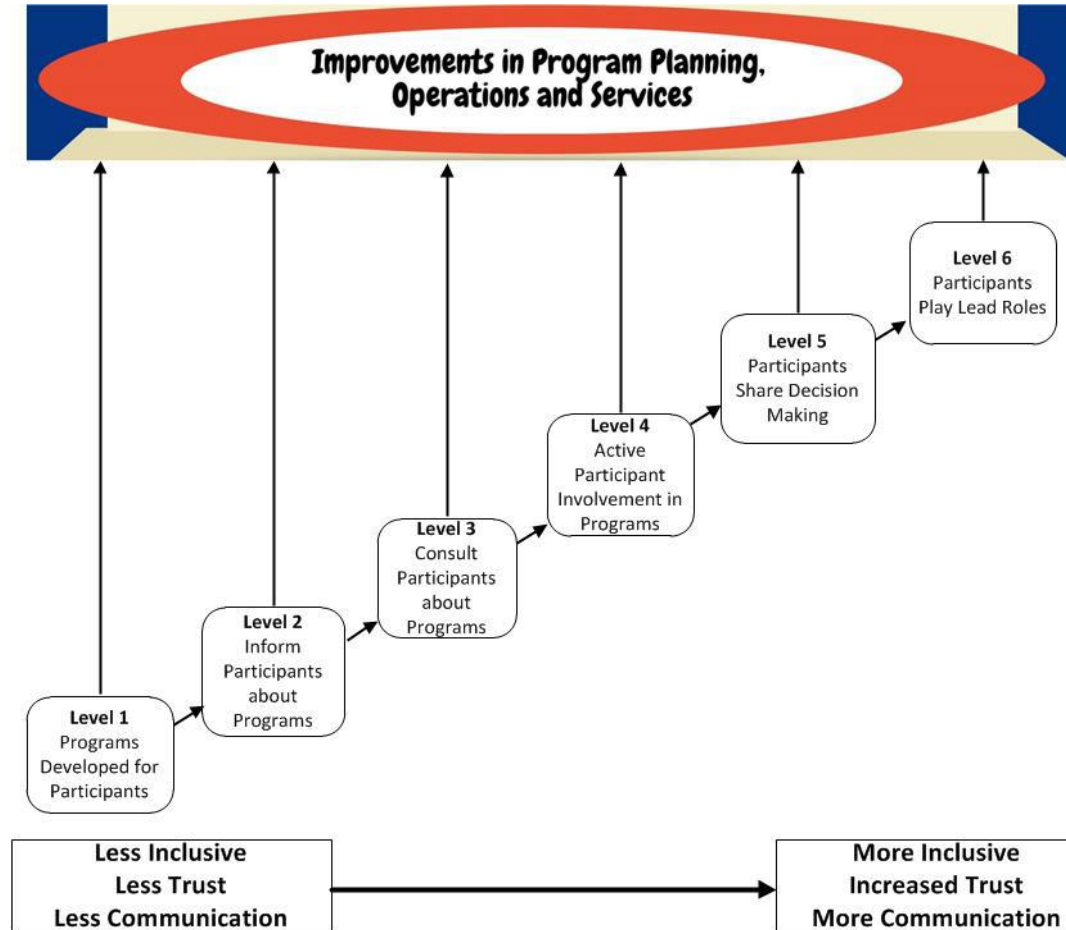 Improvements in Program Planning,
Operations and Services
Level 6
Participants
Play Lead Roles
Level 5
Participants
Share Decision
Making
Level 4
Active
Participant
Involvement in
Programs
Level 3
Consult
Participants
about
Programs
Level 2
Inform
Participants
about
Programs
Level 1
Programs
Developed for
Participants
Less Inclusive
Less Trust
Less Communication
More Inclusive
Increased Trust
More Communication